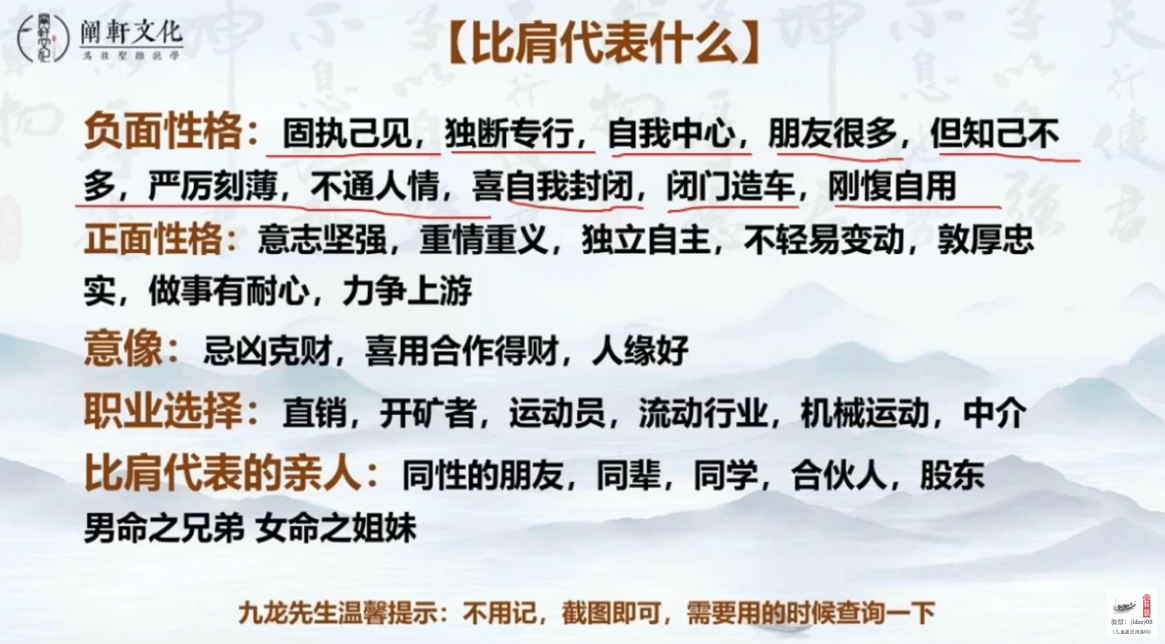 阐軒文化
【比肩代表什么】
负面性格：固执己见，独断专行，自我中心，朋友很多，但知己不
多，严厉刻薄，不通人情，喜自我封闭，闭门造车，刚愎自用
正面性格：意志坚强，重情重义，独立自主，不轻易变动，敦厚忠
实，做事有耐心，力争上游
意像：忌凶克财，喜用合作得财，人缘好
职业选择：直销，开矿者，运动员，流动行业，机械运动，中介
比肩代表的亲人：同性的朋友，同辈，同学，合伙人，股东
男命之兄弟 女命之姐妹
九龙先生温馨提示：不用记，截图即可，需要用的时候查询一下